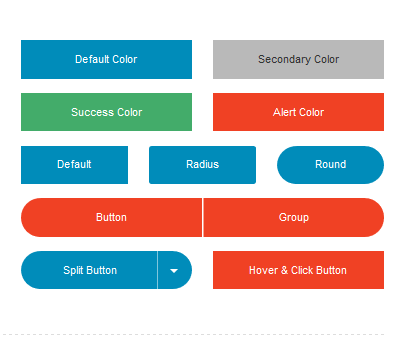 Default Color
Secondary Color
Success Color
Alert Color
Default
Radius
Round
Button
Group
Split Button
Hover & Click Button